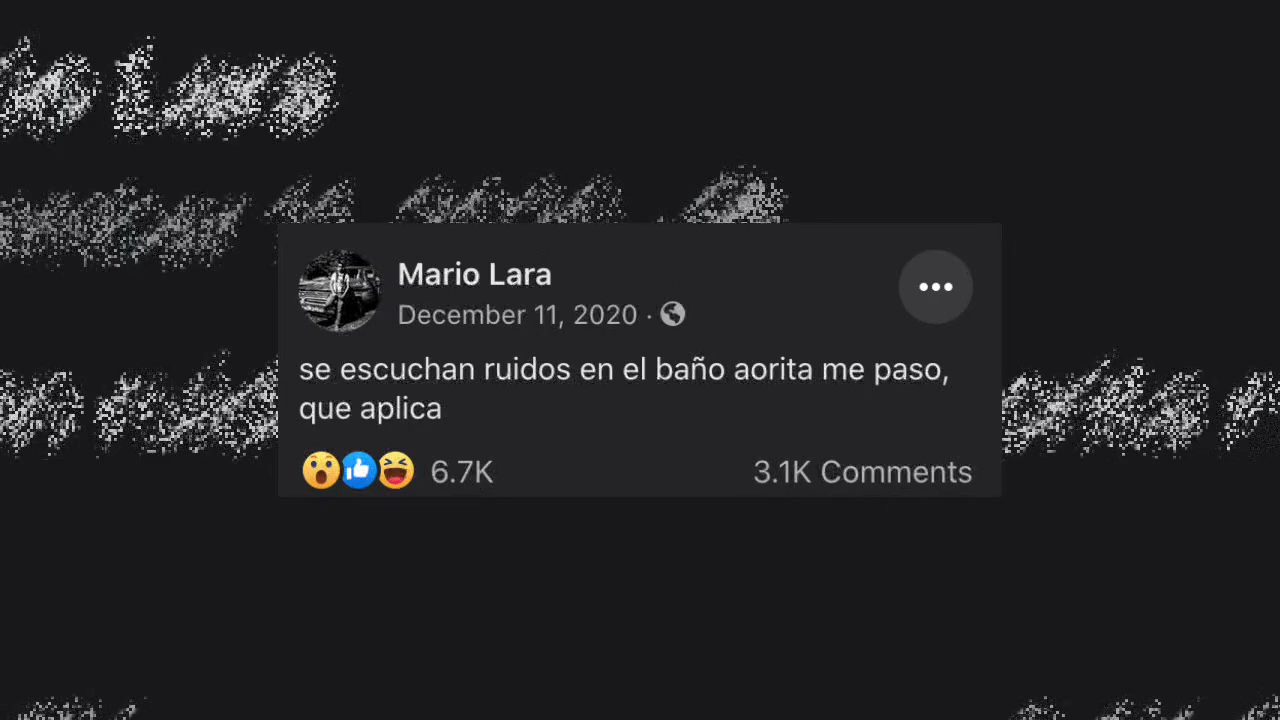 Mario Lara
December 11, 2020 ·
se escuchan ruidos en el baño aorita me paso,
que aplica
6.7K
3.1K Comments